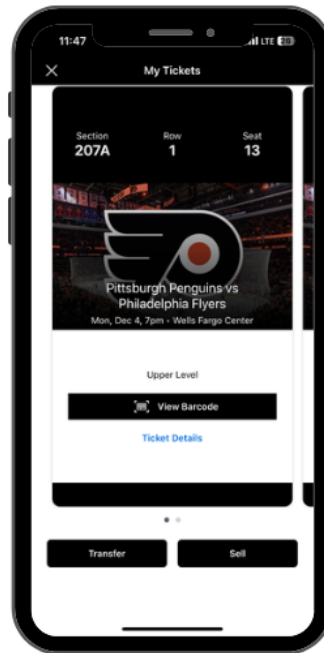 11:47 LTE
My Tickets
Section Row Seat
207A 1 13
Pittsburgh Penguins vs
Philadelphia Flyers
Mon, Dec 4, 7pm • Wells Fargo Center
Upper Level
View Barcode
Ticket Details
Transfer Sell